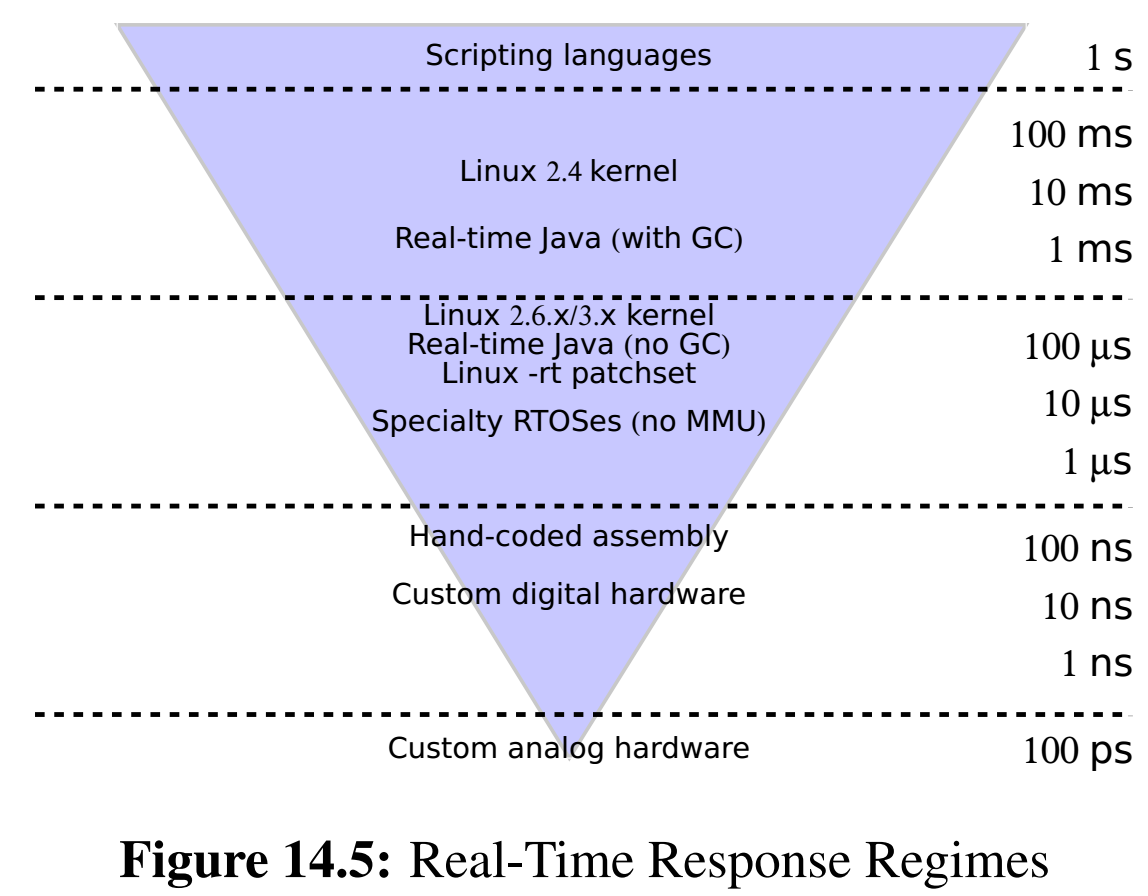 Scripting languages 1 s
100 ms
Linux 2.4 kernel
10 ms
Real-time Java (with GC)
1 ms
Linux 2.6.x/3.x kernel
Real-time Java (no GC) 100 µs
Linux -rt patchset
10 µs
Specialty RTOSes (no MMU)
1 µs
Hand-coded assembly
100 ns
Custom digital hardware
10 ns
1 ns
Custom analog hardware 100 ps
Figure 14.5: Real-Time Response Regimes